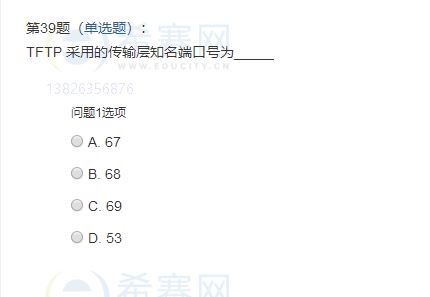 希赛网
第39题（单选题）：
TFTP 采用的传输层知名端口号为______
WWW.EDUCITY.CN
13826356876
问题1选项
A. 67
B. 68
C. 69
D. 53
希赛网